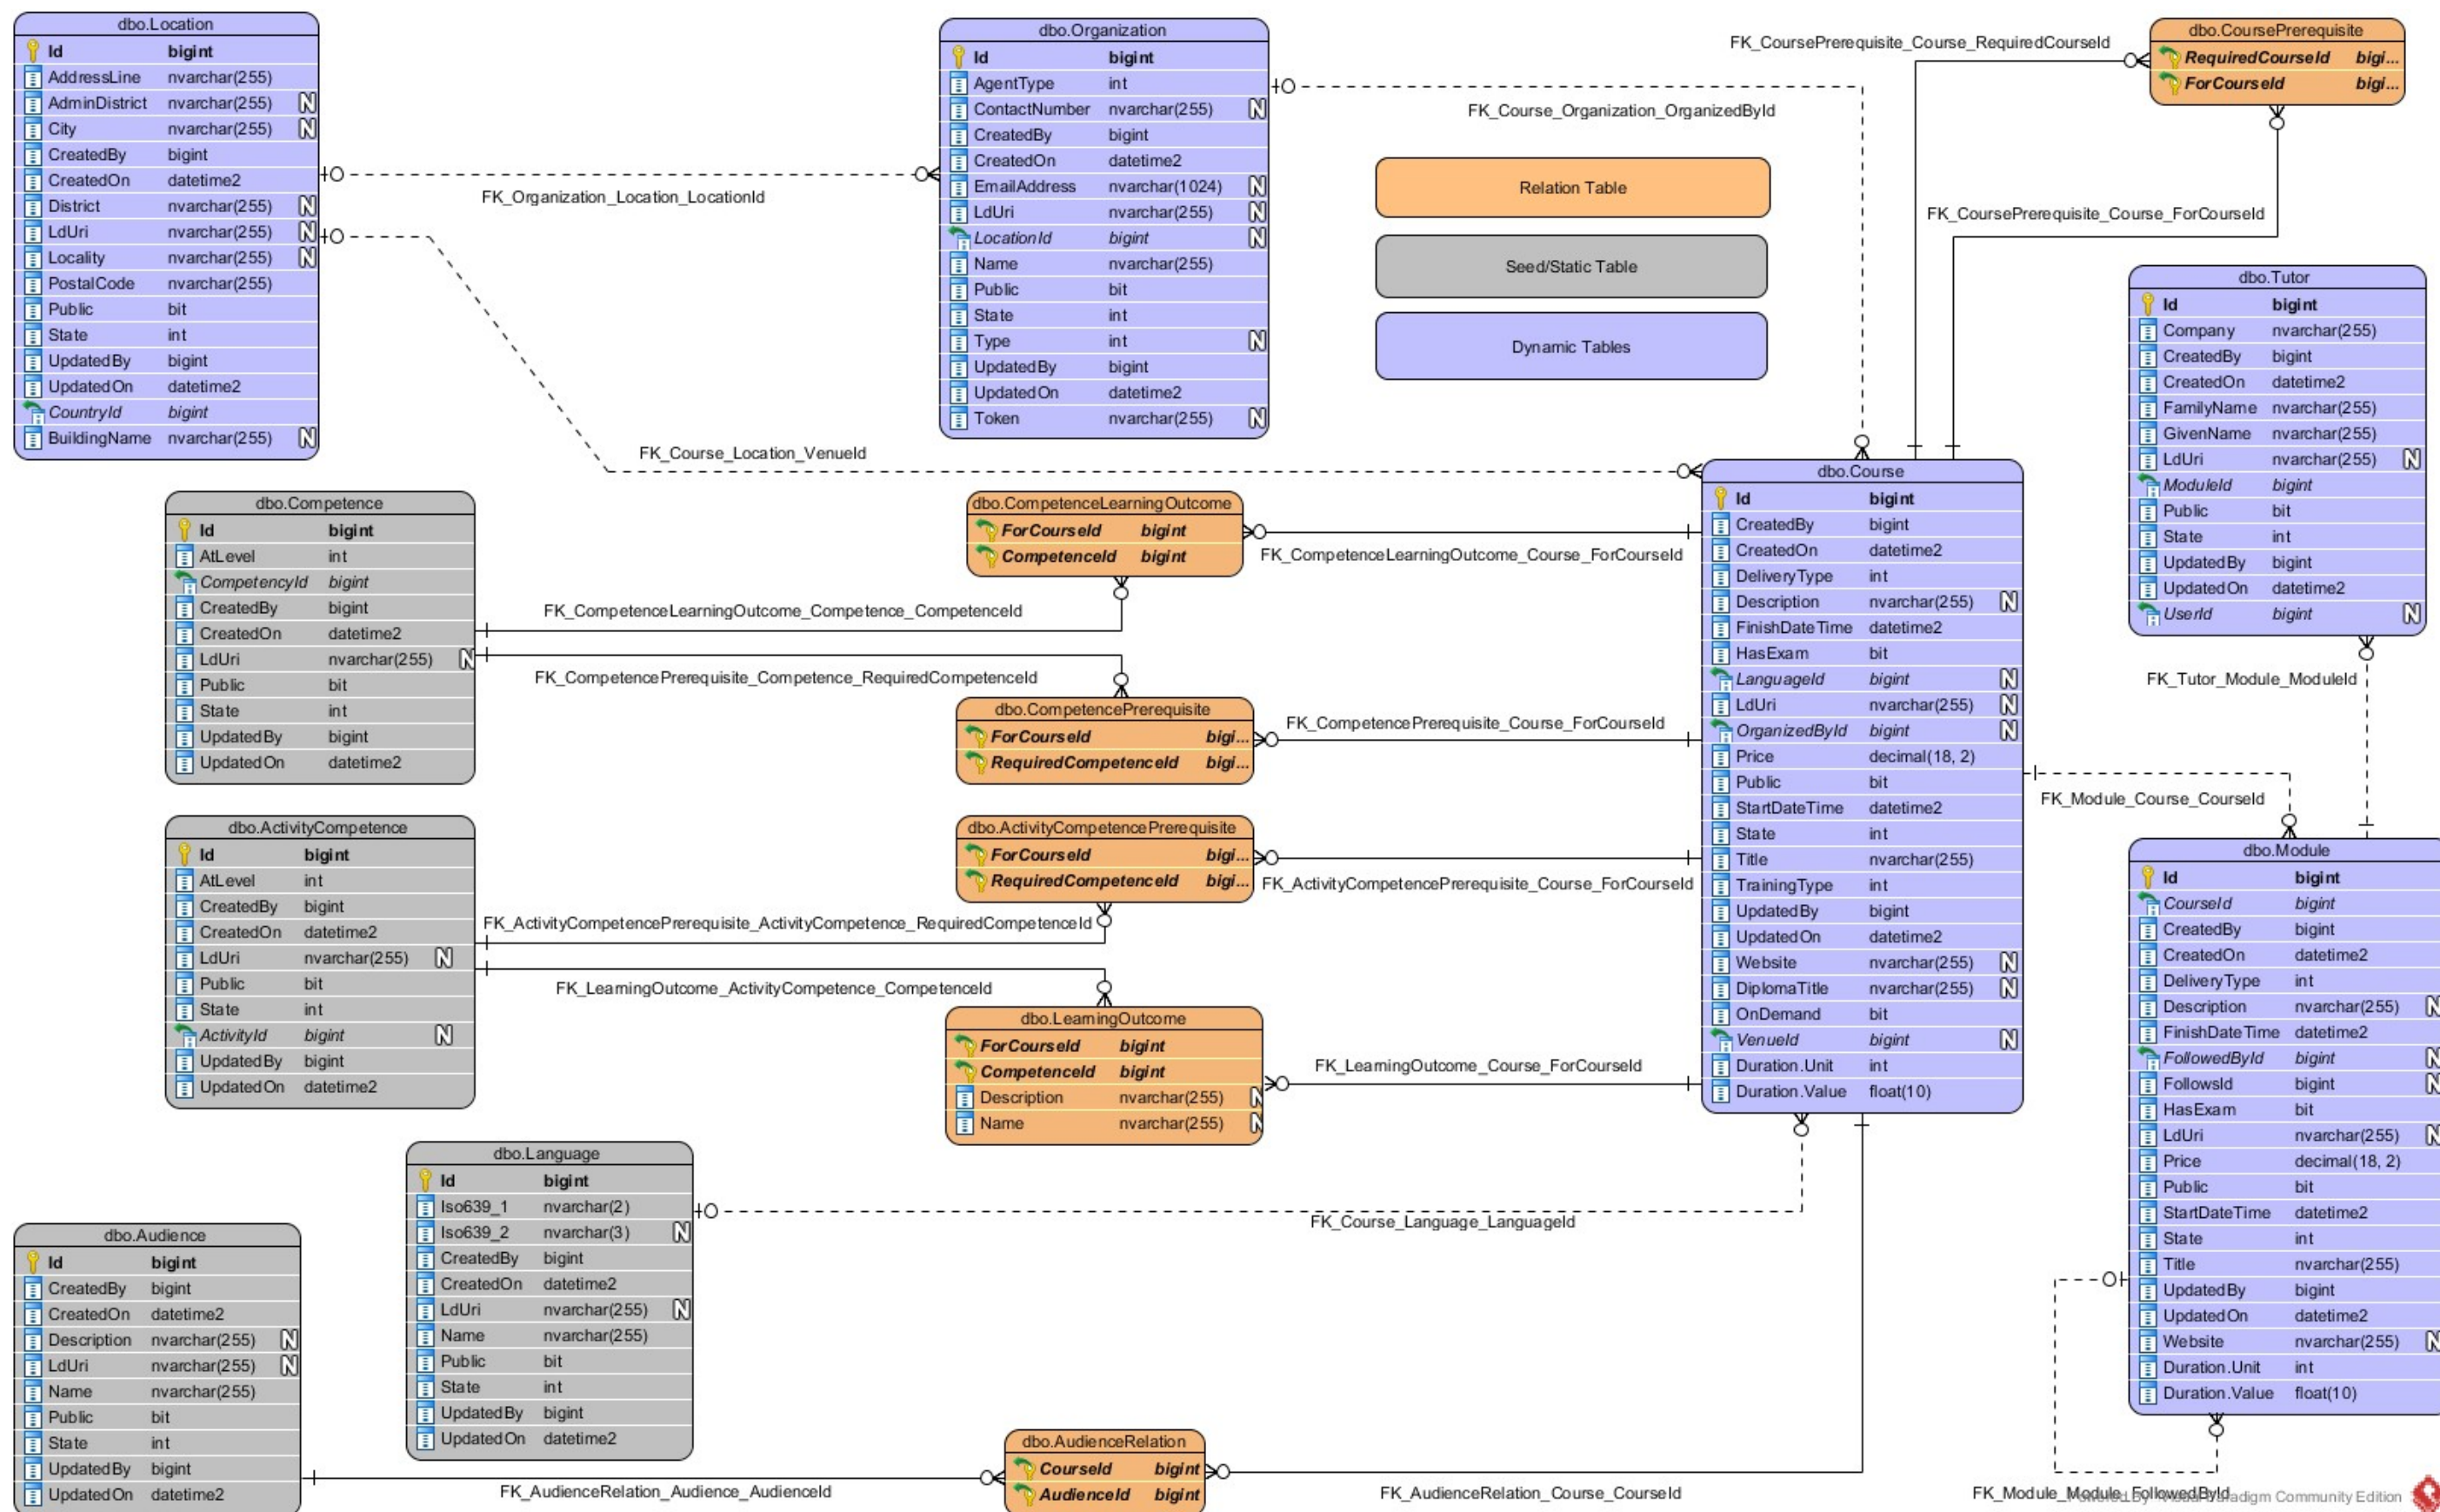 dbo.Location
Id bigint
AddressLine nvarchar(255)
AdminDistrict nvarchar(255) N
City nvarchar(255) N
CreatedBy bigint
CreatedOn datetime2
District nvarchar(255) N
LdUri nvarchar(255) N
Locality nvarchar(255) N
PostalCode nvarchar(255)
Public bit
State int
UpdatedBy bigint
UpdatedOn datetime2
CountryId bigint
BuildingName nvarchar(255) N
FK_Organization_Location_LocationId
FK_Course_Location_VenueId
dbo.Organization
Id bigint
AgentType int
ContactNumber nvarchar(255) N
CreatedBy bigint
CreatedOn datetime2
EmailAddress nvarchar(1024) N
LdUri nvarchar(255) N
LocationId bigint N
Name nvarchar(255)
Public bit
State int
Type int N
UpdatedBy bigint
UpdatedOn datetime2
Token nvarchar(255) N
FK_Course_Organization_OrganizedById
Relation Table
Seed/Static Table
Dynamic Tables
FK_CoursePrerequisite_Course_RequiredCourseId
dbo.CoursePrerequisite
RequiredCourseId bigi...
ForCourseId bigi...
FK_CoursePrerequisite_Course_ForCourseId
dbo.Tutor
Id bigint
Company nvarchar(255)
CreatedBy bigint
CreatedOn datetime2
FamilyName nvarchar(255)
GivenName nvarchar(255)
LdUri nvarchar(255) N
ModuleId bigint
Public bit
State int
UpdatedBy bigint
UpdatedOn datetime2
UserId bigint N
FK_Tutor_Module_ModuleId
dbo.Competence
Id bigint
AtLevel int
CompetencyId bigint
CreatedBy bigint
CreatedOn datetime2
LdUri nvarchar(255) N
Public bit
State int
UpdatedBy bigint
UpdatedOn datetime2
dbo.CompetenceLearningOutcome
ForCourseId bigint
CompetenceId bigint
FK_CompetenceLearningOutcome_Course_ForCourseId
FK_CompetenceLearningOutcome_Competence_CompetenceId
FK_CompetencePrerequisite_Competence_RequiredCompetenceId
dbo.CompetencePrerequisite
ForCourseId bigi...
RequiredCompetenceId bigi...
FK_CompetencePrerequisite_Course_ForCourseId
dbo.Course
Id bigint
CreatedBy bigint
CreatedOn datetime2
DeliveryType int
Description nvarchar(255) N
FinishDateTime datetime2
HasExam bit
LanguageId bigint N
LdUri nvarchar(255) N
OrganizedById bigint N
Price decimal(18, 2)
Public bit
StartDateTime datetime2
State int
Title nvarchar(255)
TrainingType int
UpdatedBy bigint
UpdatedOn datetime2
Website nvarchar(255) N
DiplomaTitle nvarchar(255) N
OnDemand bit
VenueId bigint N
Duration.Unit int
Duration.Value float(10)
FK_Module_Course_CourseId
dbo.ActivityCompetence
Id bigint
AtLevel int
CreatedBy bigint
CreatedOn datetime2
LdUri nvarchar(255) N
Public bit
State int
ActivityId bigint N
UpdatedBy bigint
UpdatedOn datetime2
dbo.ActivityCompetencePrerequisite
ForCourseId bigi...
RequiredCompetenceId bigi...
FK_ActivityCompetencePrerequisite_Course_ForCourseId
FK_ActivityCompetencePrerequisite_ActivityCompetence_RequiredCompetenceId
FK_LearningOutcome_ActivityCompetence_CompetenceId
dbo.LearningOutcome
ForCourseId bigint
CompetenceId bigint
Description nvarchar(255) N
Name nvarchar(255) N
FK_LearningOutcome_Course_ForCourseId
dbo.Module
Id bigint
CourseId bigint
CreatedBy bigint
CreatedOn datetime2
DeliveryType int
Description nvarchar(255) N
FinishDateTime datetime2
FollowedById bigint N
FollowsId bigint N
HasExam bit
LdUri nvarchar(255) N
Price decimal(18, 2)
Public bit
StartDateTime datetime2
State int
Title nvarchar(255)
UpdatedBy bigint
UpdatedOn datetime2
Website nvarchar(255) N
Duration.Unit int
Duration.Value float(10)
dbo.Language
Id bigint
Iso639_1 nvarchar(2)
Iso639_2 nvarchar(3) N
CreatedBy bigint
CreatedOn datetime2
LdUri nvarchar(255) N
Name nvarchar(255)
Public bit
State int
UpdatedBy bigint
UpdatedOn datetime2
FK_Course_Language_LanguageId
dbo.Audience
Id bigint
CreatedBy bigint
CreatedOn datetime2
Description nvarchar(255) N
LdUri nvarchar(255) N
Name nvarchar(255)
Public bit
State int
UpdatedBy bigint
UpdatedOn datetime2
FK_AudienceRelation_Audience_AudienceId
dbo.AudienceRelation
CourseId bigint
AudienceId bigint
FK_AudienceRelation_Course_CourseId
FK_Module_Module_FollowedById
Paradigm Community Edition